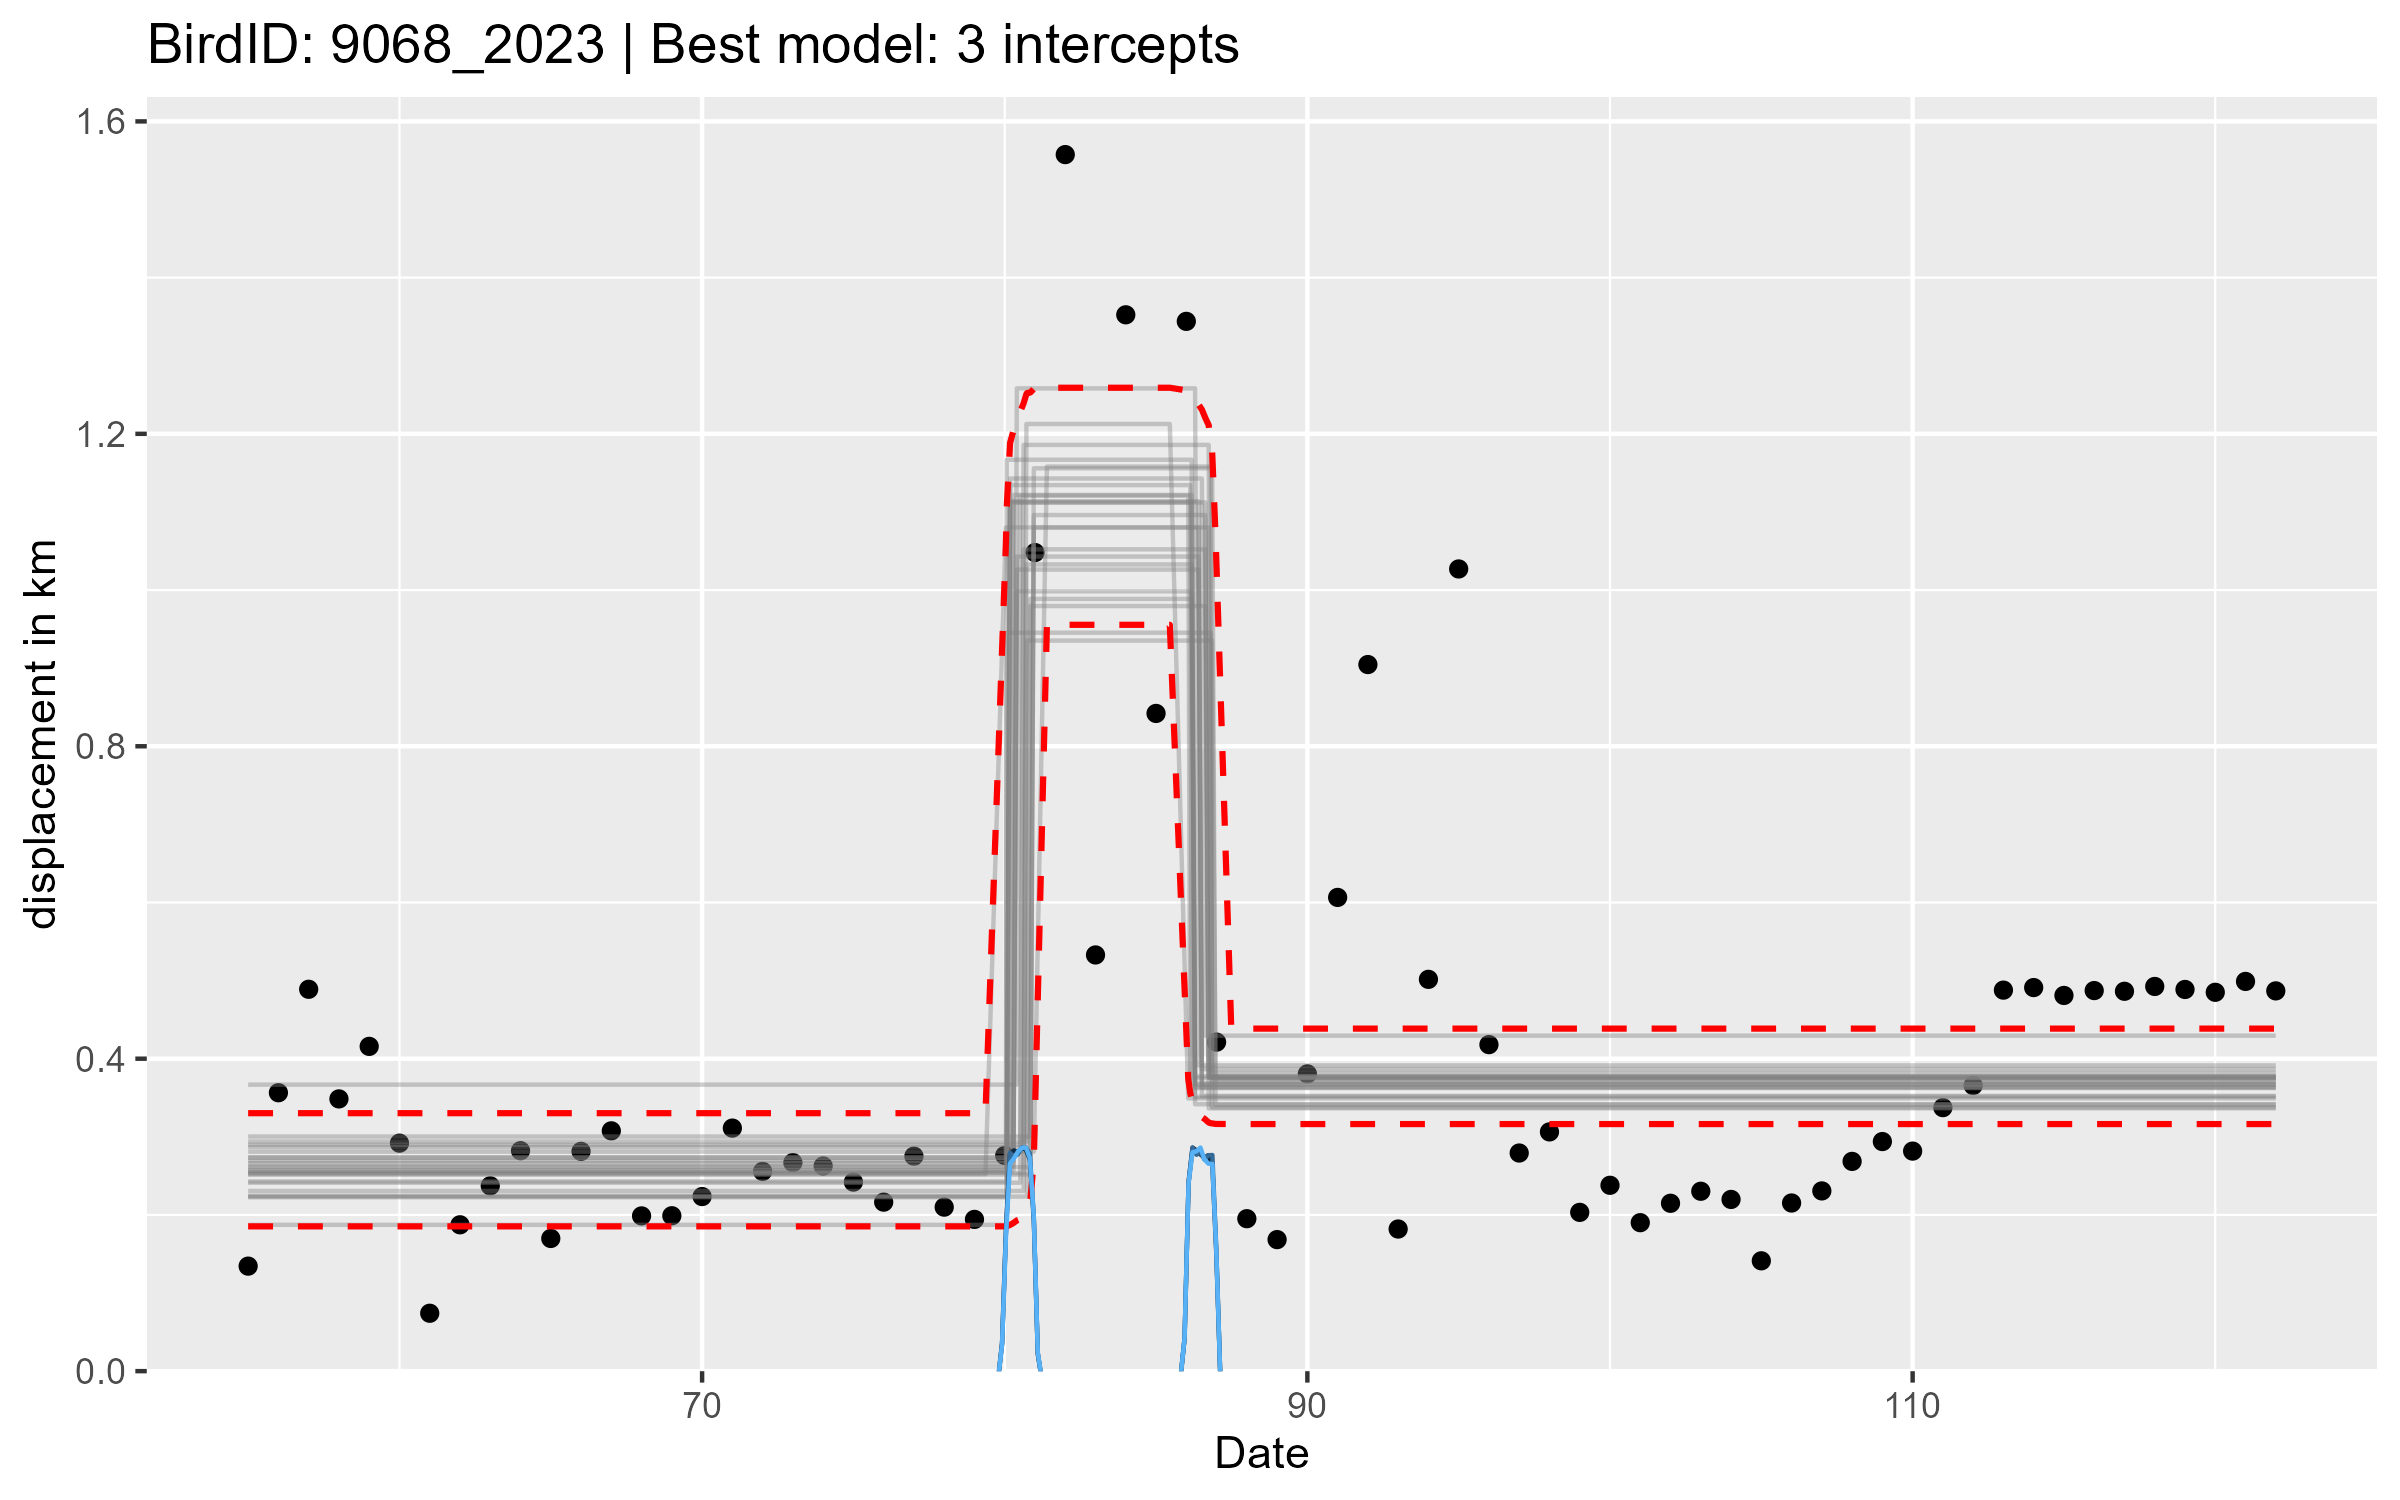 BirdID: 9068_2023 | Best model: 3 intercepts
1.6
1.2
0.8
0.4
0.0
displacement in km
70 90 110
Date